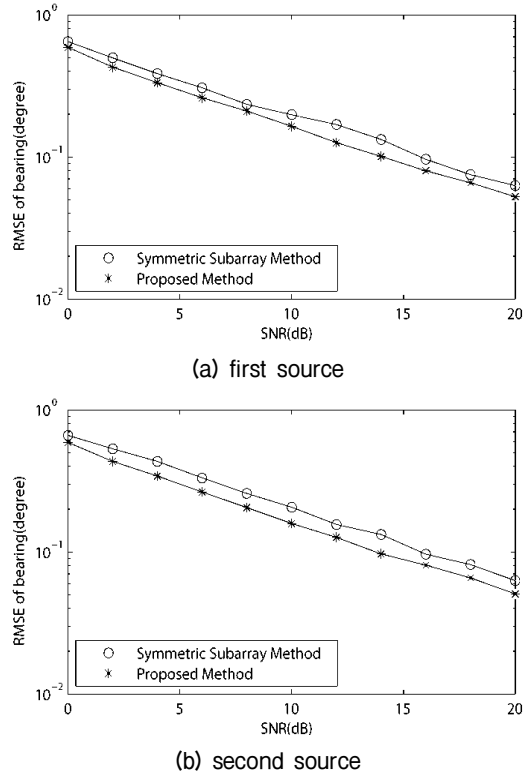 10^0
10^-1
10^-2
RMSE of bearing(degree)
Symmetric Subarray Method
Proposed Method
0 5 10 15 20
SNR(dB)
(a) first source
10^0
10^-1
10^-2
RMSE of bearing(degree)
Symmetric Subarray Method
Proposed Method
0 5 10 15 20
SNR(dB)
(b) second source